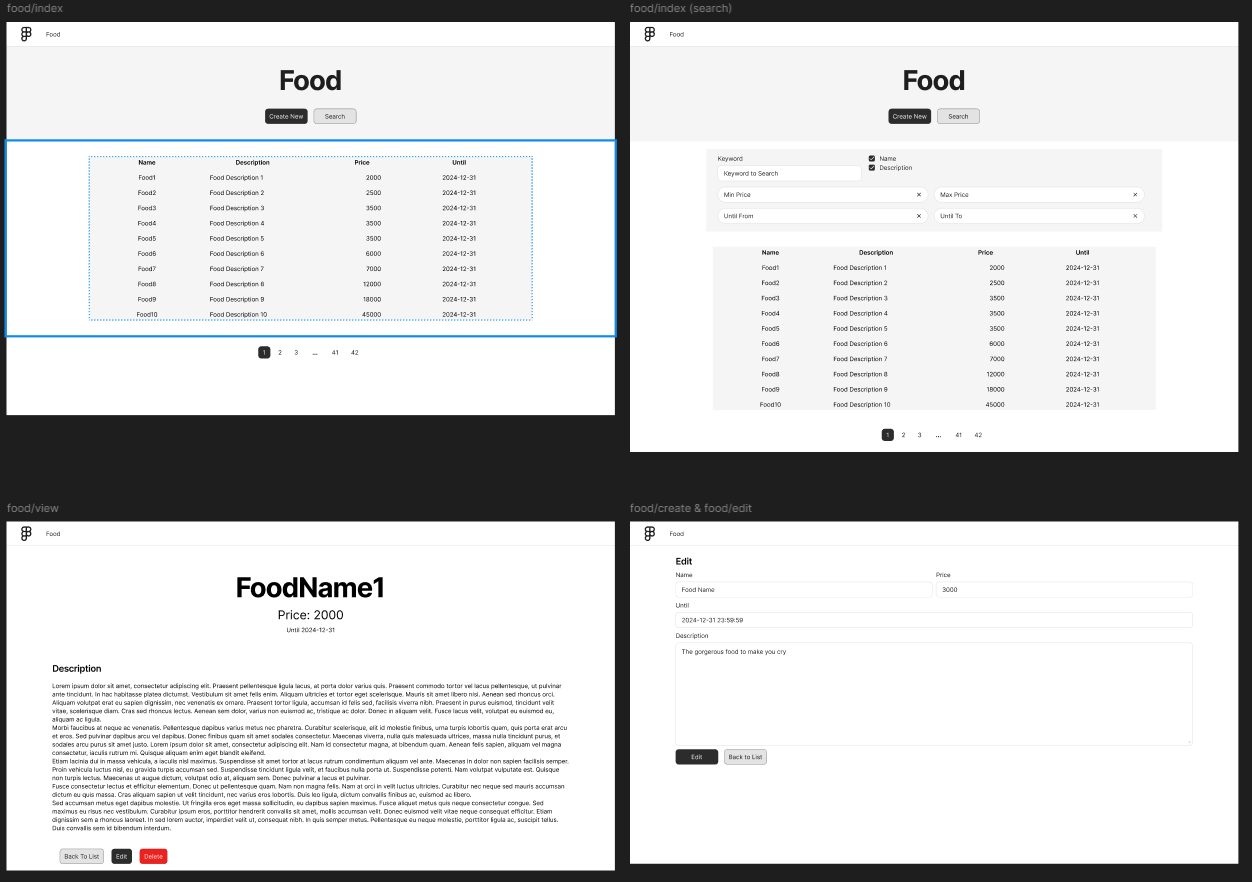 food/index
Food
Food
Create New Search
Name Description Price Until
Food1 Food Description 1 2000 2024-12-31
Food2 Food Description 2 2500 2024-12-31
Food3 Food Description 3 3500 2024-12-31
Food4 Food Description 4 3500 2024-12-31
Food5 Food Description 5 3500 2024-12-31
Food6 Food Description 6 6000 2024-12-31
Food7 Food Description 7 7000 2024-12-31
Food8 Food Description 8 12000 2024-12-31
Food9 Food Description 9 18000 2024-12-31
Food10 Food Description 10 45000 2024-12-31
1 2 3 ... 41 42
food/index (search)
Food
Food
Create New Search
Keyword
Keyword to Search
Name
Description
Min Price Max Price
Until From Until To
Name Description Price Until
Food1 Food Description 1 2000 2024-12-31
Food2 Food Description 2 2500 2024-12-31
Food3 Food Description 3 3500 2024-12-31
Food4 Food Description 4 3500 2024-12-31
Food5 Food Description 5 3500 2024-12-31
Food6 Food Description 6 6000 2024-12-31
Food7 Food Description 7 7000 2024-12-31
Food8 Food Description 8 12000 2024-12-31
Food9 Food Description 9 18000 2024-12-31
Food10 Food Description 10 45000 2024-12-31
1 2 3 ... 41 42
food/view
Food
FoodName1
Price: 2000
Until 2024-12-31
Description
Lorem ipsum dolor sit amet, consectetur adipiscing elit. Praesent pellentesque ligula lacus, at porta dolor varius quis. Praesent commodo tortor vel lacus pellentesque, ut pulvinar
ante tincidunt. In hac habitasse platea dictumst. Vestibulum sit amet felis enim. Aliquam ultricies et tortor eget scelerisque. Mauris sit amet libero nisl. Aenean sed rhoncus orci.
Aliquam volutpat erat eu sapien dignissim, nec venenatis ex ornare. Praesent tortor ligula, accumsan id felis sed, facilisis viverra nibh. Praesent in purus euismod, tincidunt velit
vitae, scelerisque diam. Cras sed rhoncus lectus. Aenean sem dolor, varius non euismod ac, tristique ac dolor. Donec in aliquam velit. Fusce lacus velit, volutpat eu euismod eu,
aliquam ac ligula.
Morbi faucibus at neque ac venenatis. Pellentesque dapibus varius metus nec pharetra. Curabitur scelerisque, elit id molestie finibus, urna turpis lobortis quam, quis porta erat arcu
et eros. Sed pulvinar dapibus arcu vel dapibus. Donec finibus quam sit amet sodales consectetur. Maecenas viverra, nulla quis malesuada ultrices, massa nulla tincidunt purus, et
sodales arcu purus sit amet justo. Lorem ipsum dolor sit amet, consectetur adipiscing elit. Nam id consectetur magna, at bibendum quam. Aenean felis sapien, aliquam vel magna
consectetur, iaculis rutrum mi. Quisque aliquam enim eget blandit eleifend.
Etiam lacinia dui in massa vehicula, a iaculis nisl maximus. Suspendisse sit amet tortor at lacus rutrum condimentum aliquam vel ante. Maecenas in dolor non sapien facilisis semper.
Proin vehicula luctus nisl, eu gravida turpis accumsan sed. Suspendisse tincidunt ligula velit, et faucibus nulla porta ut. Suspendisse potenti. Nam volutpat vulputate est. Quisque
non turpis lectus. Maecenas ut augue dictum, volutpat odio at, aliquam sem. Donec pulvinar a lacus et pulvinar.
Fusce consectetur lectus et efficitur elementum. Donec ut pellentesque quam. Nam non magna felis. Nam at orci in velit luctus ultricies. Curabitur nec neque sed mauris accumsan
dictum eu quis massa. Cras aliquam sapien ut velit tincidunt, nec varius eros lobortis. Duis leo ligula, dictum convallis finibus ac, euismod ac libero.
Sed accumsan metus eget dapibus molestie. Ut fringilla eros eget massa sollicitudin, eu dapibus sapien maximus. Fusce aliquet metus quis neque consectetur congue. Sed
maximus eu risus nec vestibulum. Curabitur ipsum eros, porttitor hendrerit convallis sit amet, mollis accumsan velit. Donec euismod velit vitae neque consequat efficitur. Etiam
dignissim sem a rhoncus laoreet. In sed lorem auctor, imperdiet velit ut, consequat nibh. In quis semper metus. Pellentesque eu neque molestie, porttitor ligula ac, suscipit tellus.
Duis convallis sem id bibendum interdum.
Back To List Edit Delete
food/create & food/edit
Food
Edit
Name Price
Food Name 3000
Until
2024-12-31 23:59:59
Description
The gorgerous food to make you cry
Edit Back to List